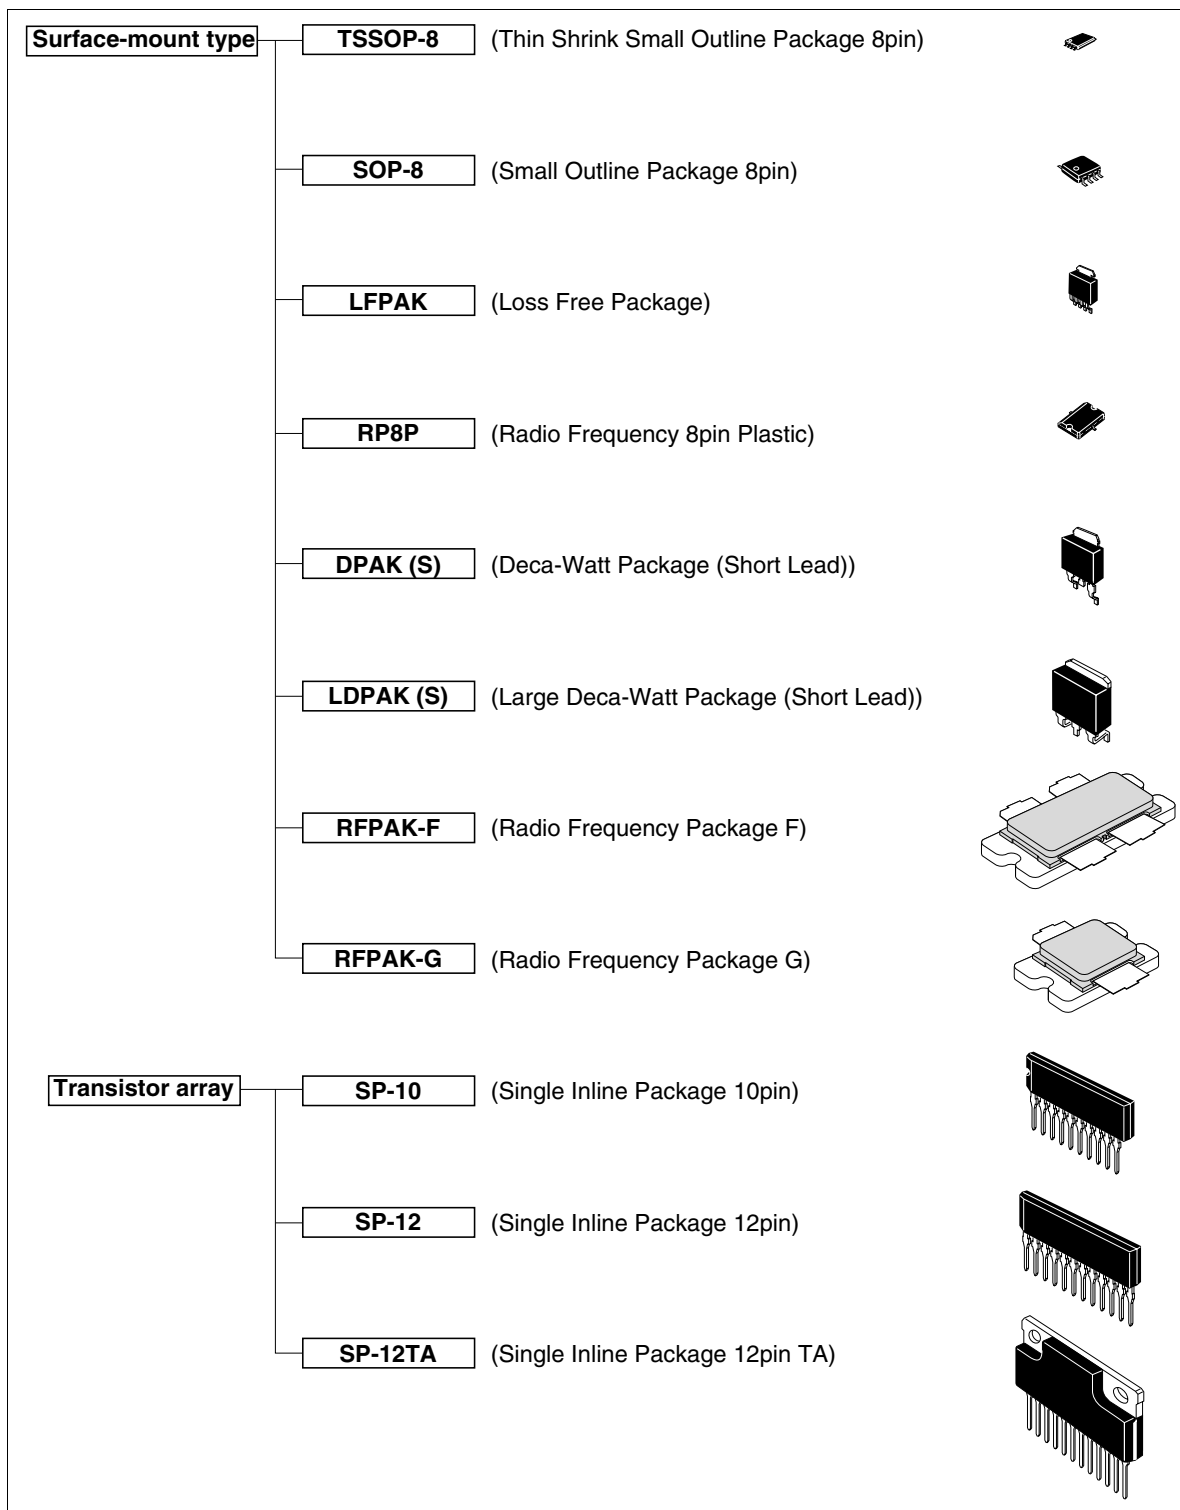 Surface-mount type
TSSOP-8 (Thin Shrink Small Outline Package 8pin)
SOP-8 (Small Outline Package 8pin)
LFPAK (Loss Free Package)
RP8P (Radio Frequency 8pin Plastic)
DPAK (S) (Deca-Watt Package (Short Lead))
LDPAK (S) (Large Deca-Watt Package (Short Lead))
RFPAK-F (Radio Frequency Package F)
RFPAK-G (Radio Frequency Package G)
Transistor array
SP-10 (Single Inline Package 10pin)
SP-12 (Single Inline Package 12pin)
SP-12TA (Single Inline Package 12pin TA)